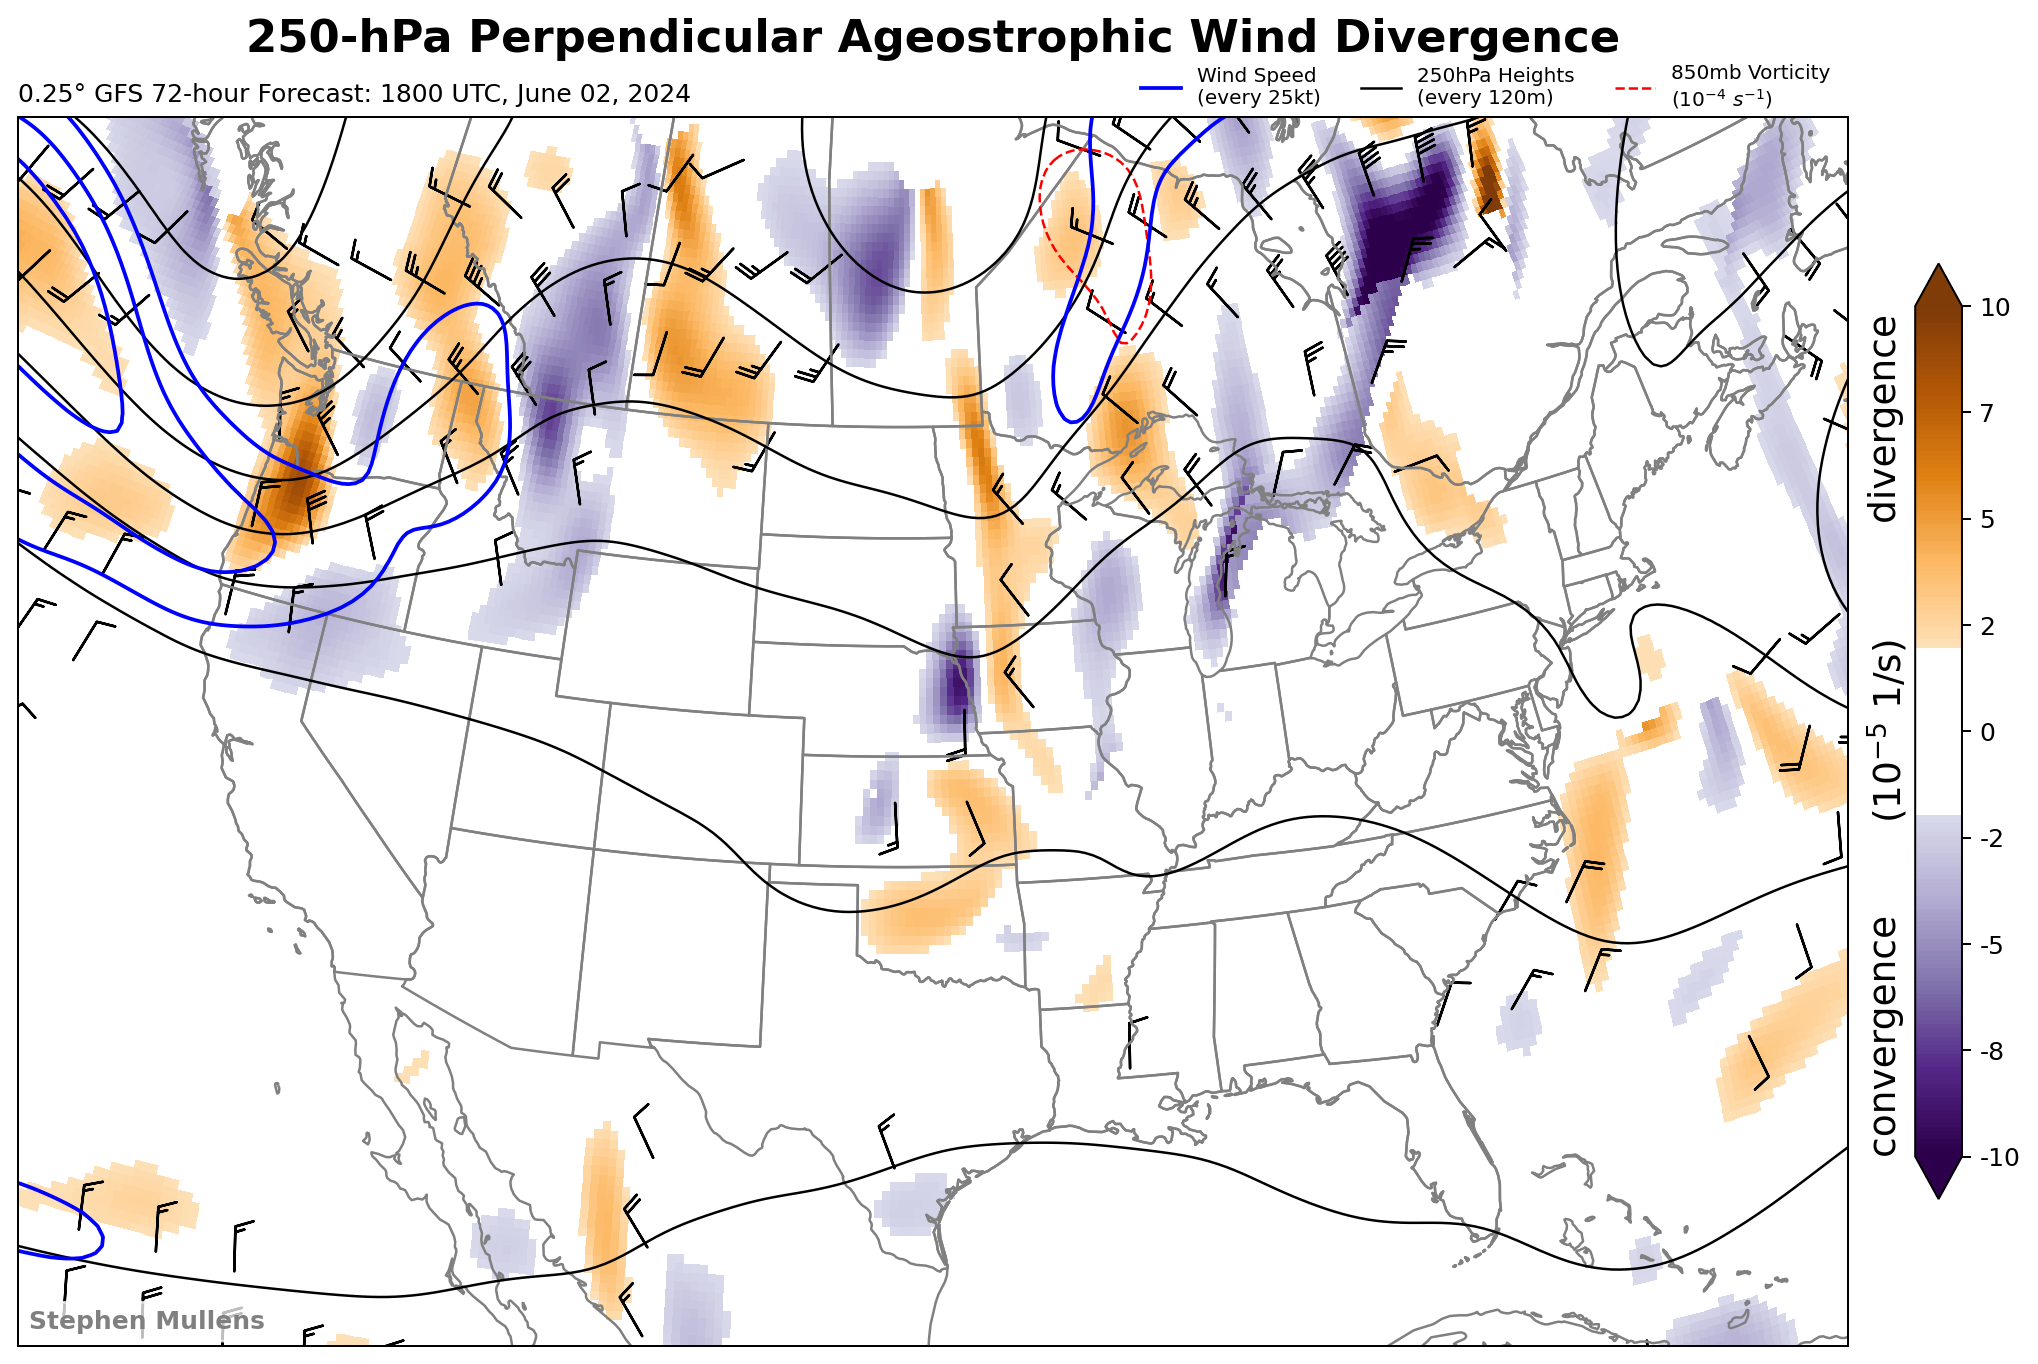 250-hPa Perpendicular Ageostrophic Wind Divergence
0.25° GFS 72-hour Forecast: 1800 UTC, June 02, 2024
Wind Speed
(every 25kt)
250hPa Heights
(every 120m)
850mb Vorticity
(10⁻⁴ s⁻¹)
10
7
5
2
0
-2
-5
-8
-10
convergence (10⁻⁵ 1/s) divergence
Stephen Mullens